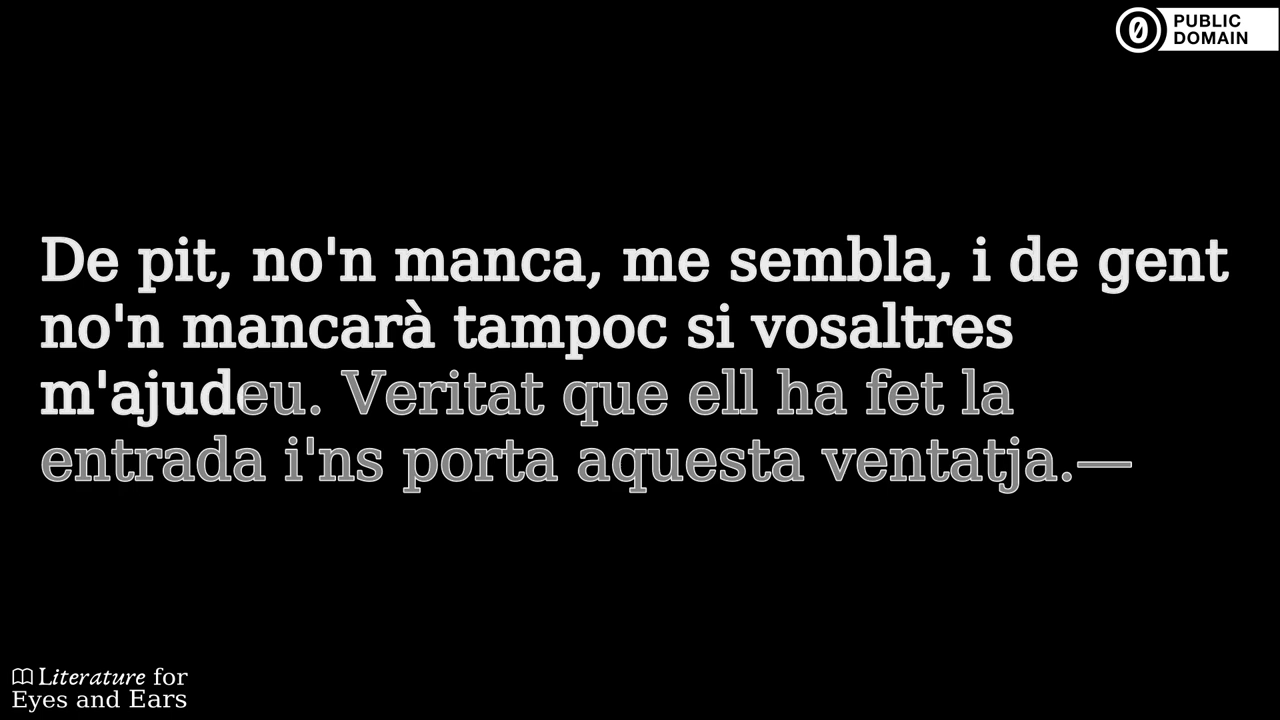 PUBLIC
DOMAIN
De pit, no'n manca, me sembla, i de gent
no'n mancarà tampoc si vosaltres
m'ajudeu. Veritat que ell ha fet la
entrada i'ns porta aquesta ventatja.—
Literature for
Eyes and Ears